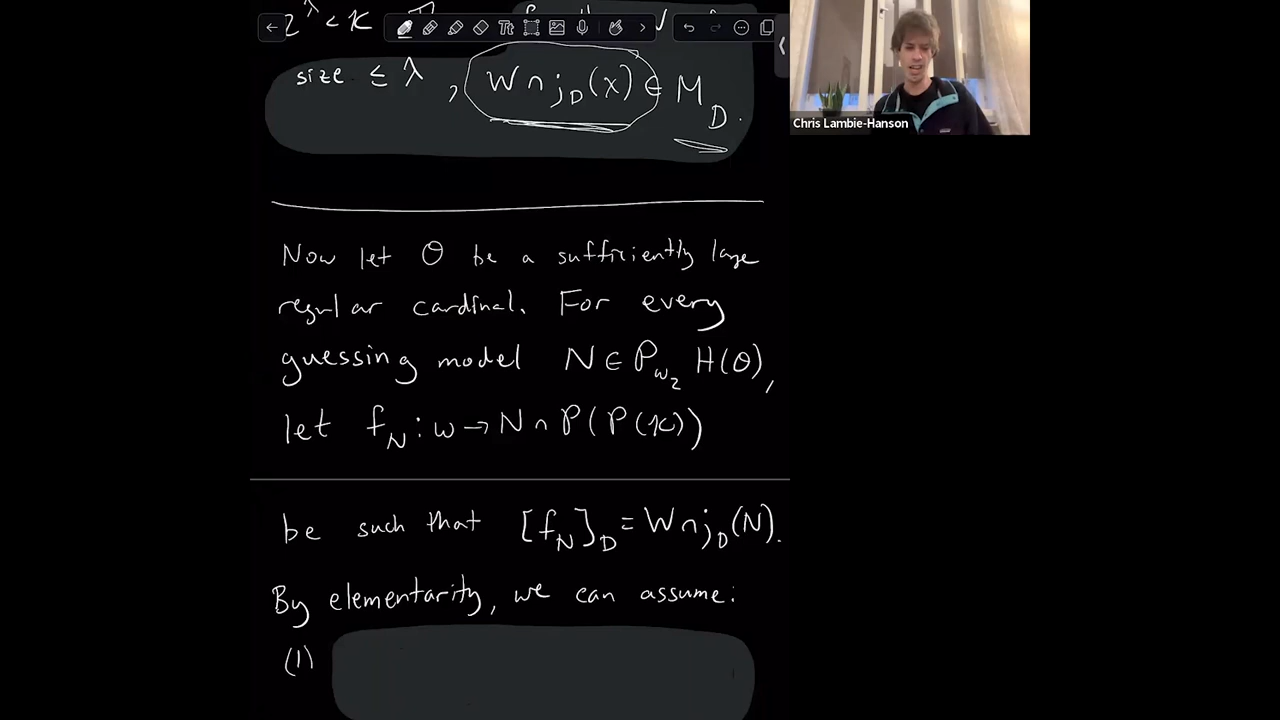 2^λ < κ
size ≤ λ, W ∩ j_D(x) ∈ M_D.
Chris Lambie-Hanson
Now let θ be a sufficiently large
regular cardinal. For every
guessing model N ∈ P_{ω_2} H(θ),
let f_N : ω → N ∩ P(P(κ))
be such that [f_N]_D = W ∩ j_D(N).
By elementarity, we can assume:
(1)